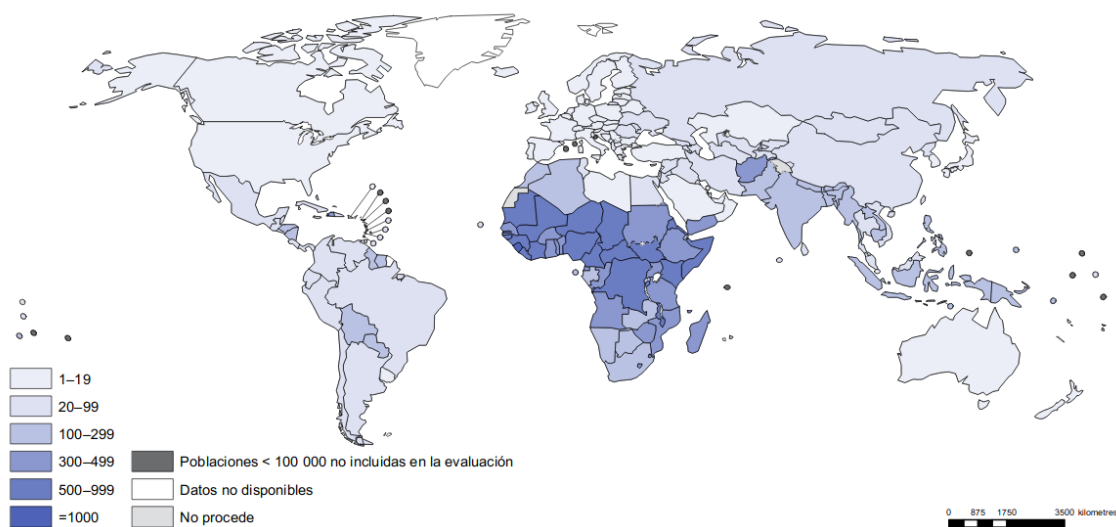 1–19
20–99
100–299
300–499
500–999
=1000
Poblaciones < 100 000 no incluidas en la evaluación
Datos no disponibles
No procede
0 875 1750 3500 kilometres